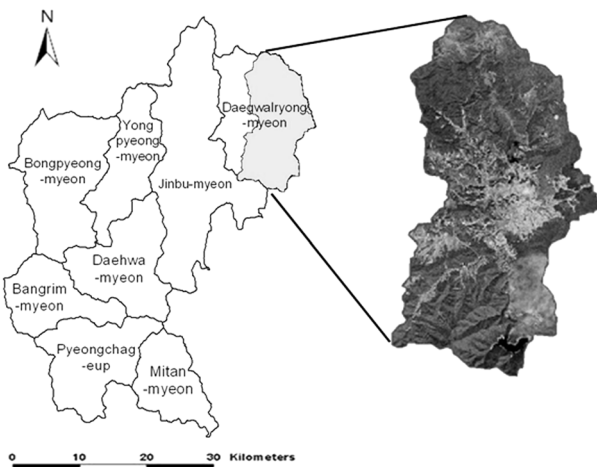 N
Daegwalryong
-myeon
Yong
pyeong
-myeon
Bongpyeong
-myeon
Jinbu-myeon
Daehwa
-myeon
Bangrim
-myeon
Pyeongchag
-eup
Mitan
-myeon
0 10 20 30 Kilometers